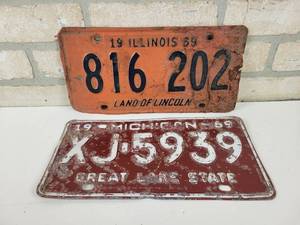 19 ILLINOIS 69
816 202
LAND OF LINCOLN
19 - MICHIGAN - 69
XJ-5939
GREAT LAKE STATE